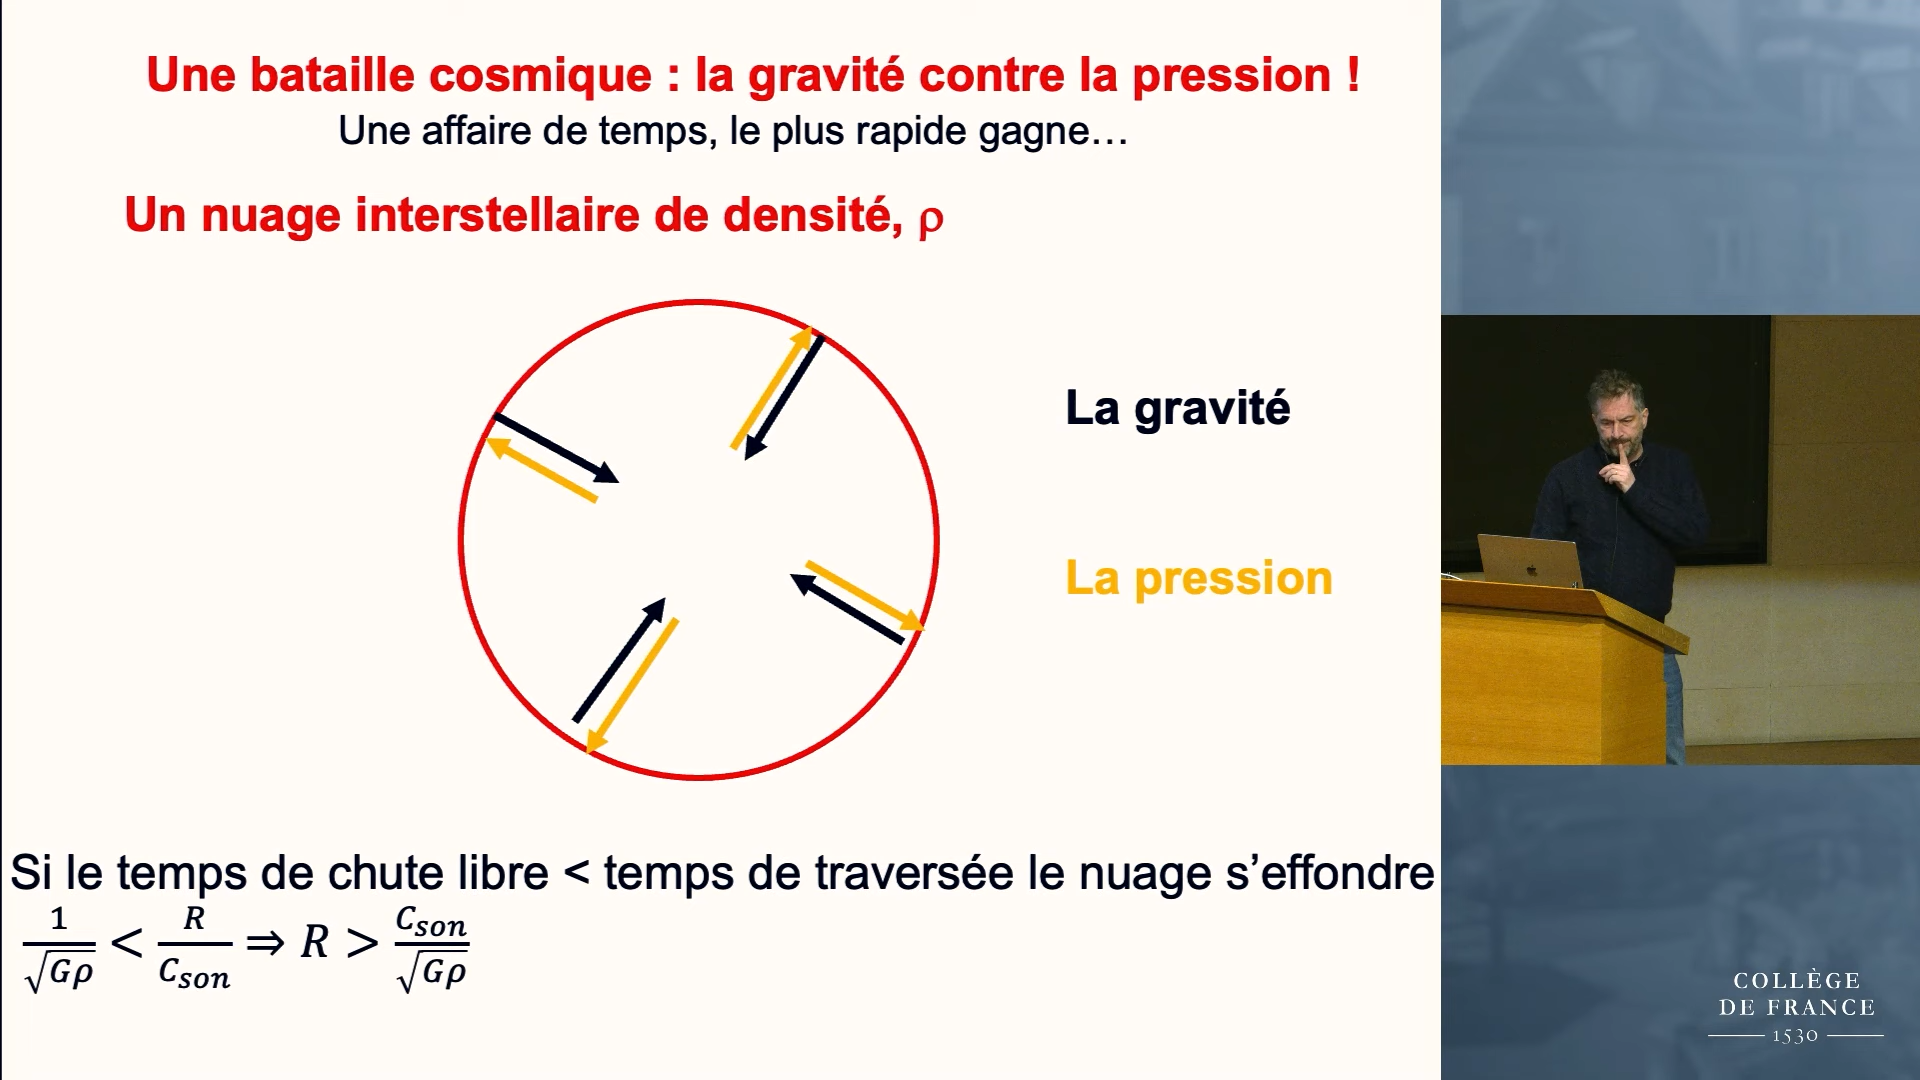 Une bataille cosmique : la gravité contre la pression !
Une affaire de temps, le plus rapide gagne…
Un nuage interstellaire de densité, ρ
La gravité
La pression
Si le temps de chute libre < temps de traversée le nuage s’effondre
1/√Gρ < R/C_son ⇒ R > C_son/√Gρ
COLLÈGE
DE FRANCE
1530